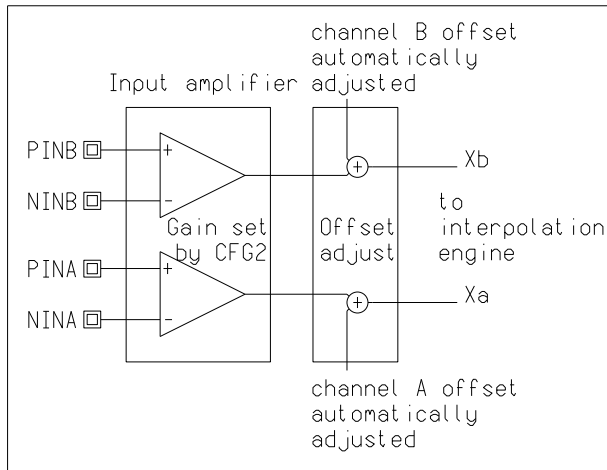 channel B offset
automatically
adjusted
Input amplifier
PINB
+
-
NINB
+
Xb
Gain set
by CFG2
Offset
adjust
to
interpolation
engine
PINA
+
-
NINA
+
Xa
channel A offset
automatically
adjusted